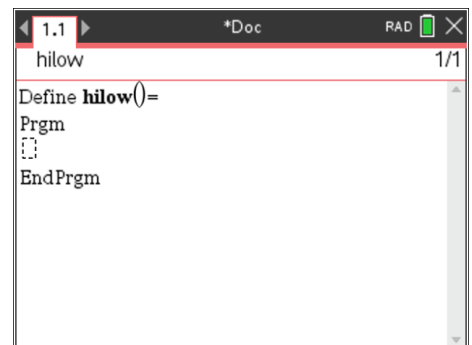 1.1 *Doc RAD
hilow 1/1
Define hilow()=
Prgm
EndPrgm